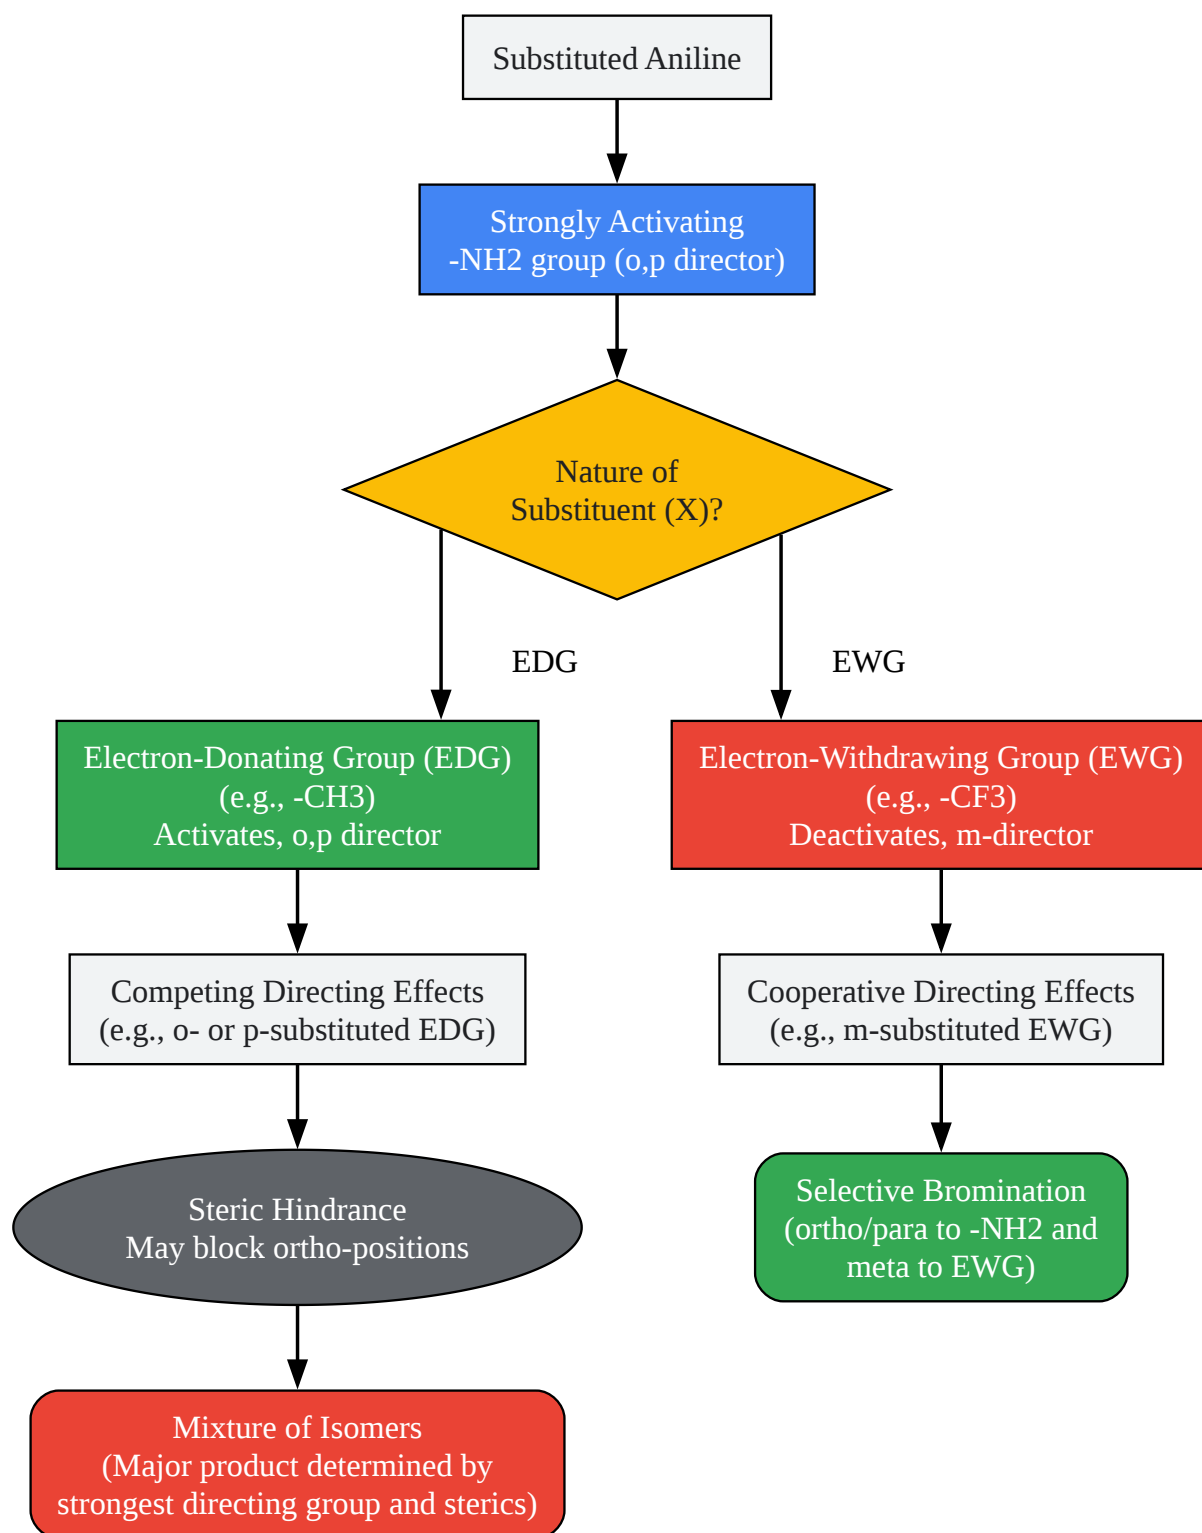 Substituted Aniline
Strongly Activating
-NH2 group (o,p director)
Nature of
Substituent (X)?
EDG
EWG
Electron-Donating Group (EDG)
(e.g., -CH3)
Activates, o,p director
Electron-Withdrawing Group (EWG)
(e.g., -CF3)
Deactivates, m-director
Competing Directing Effects
(e.g., o- or p-substituted EDG)
Cooperative Directing Effects
(e.g., m-substituted EWG)
Steric Hindrance
May block ortho-positions
Selective Bromination
(ortho/para to -NH2 and
meta to EWG)
Mixture of Isomers
(Major product determined by
strongest directing group and sterics)